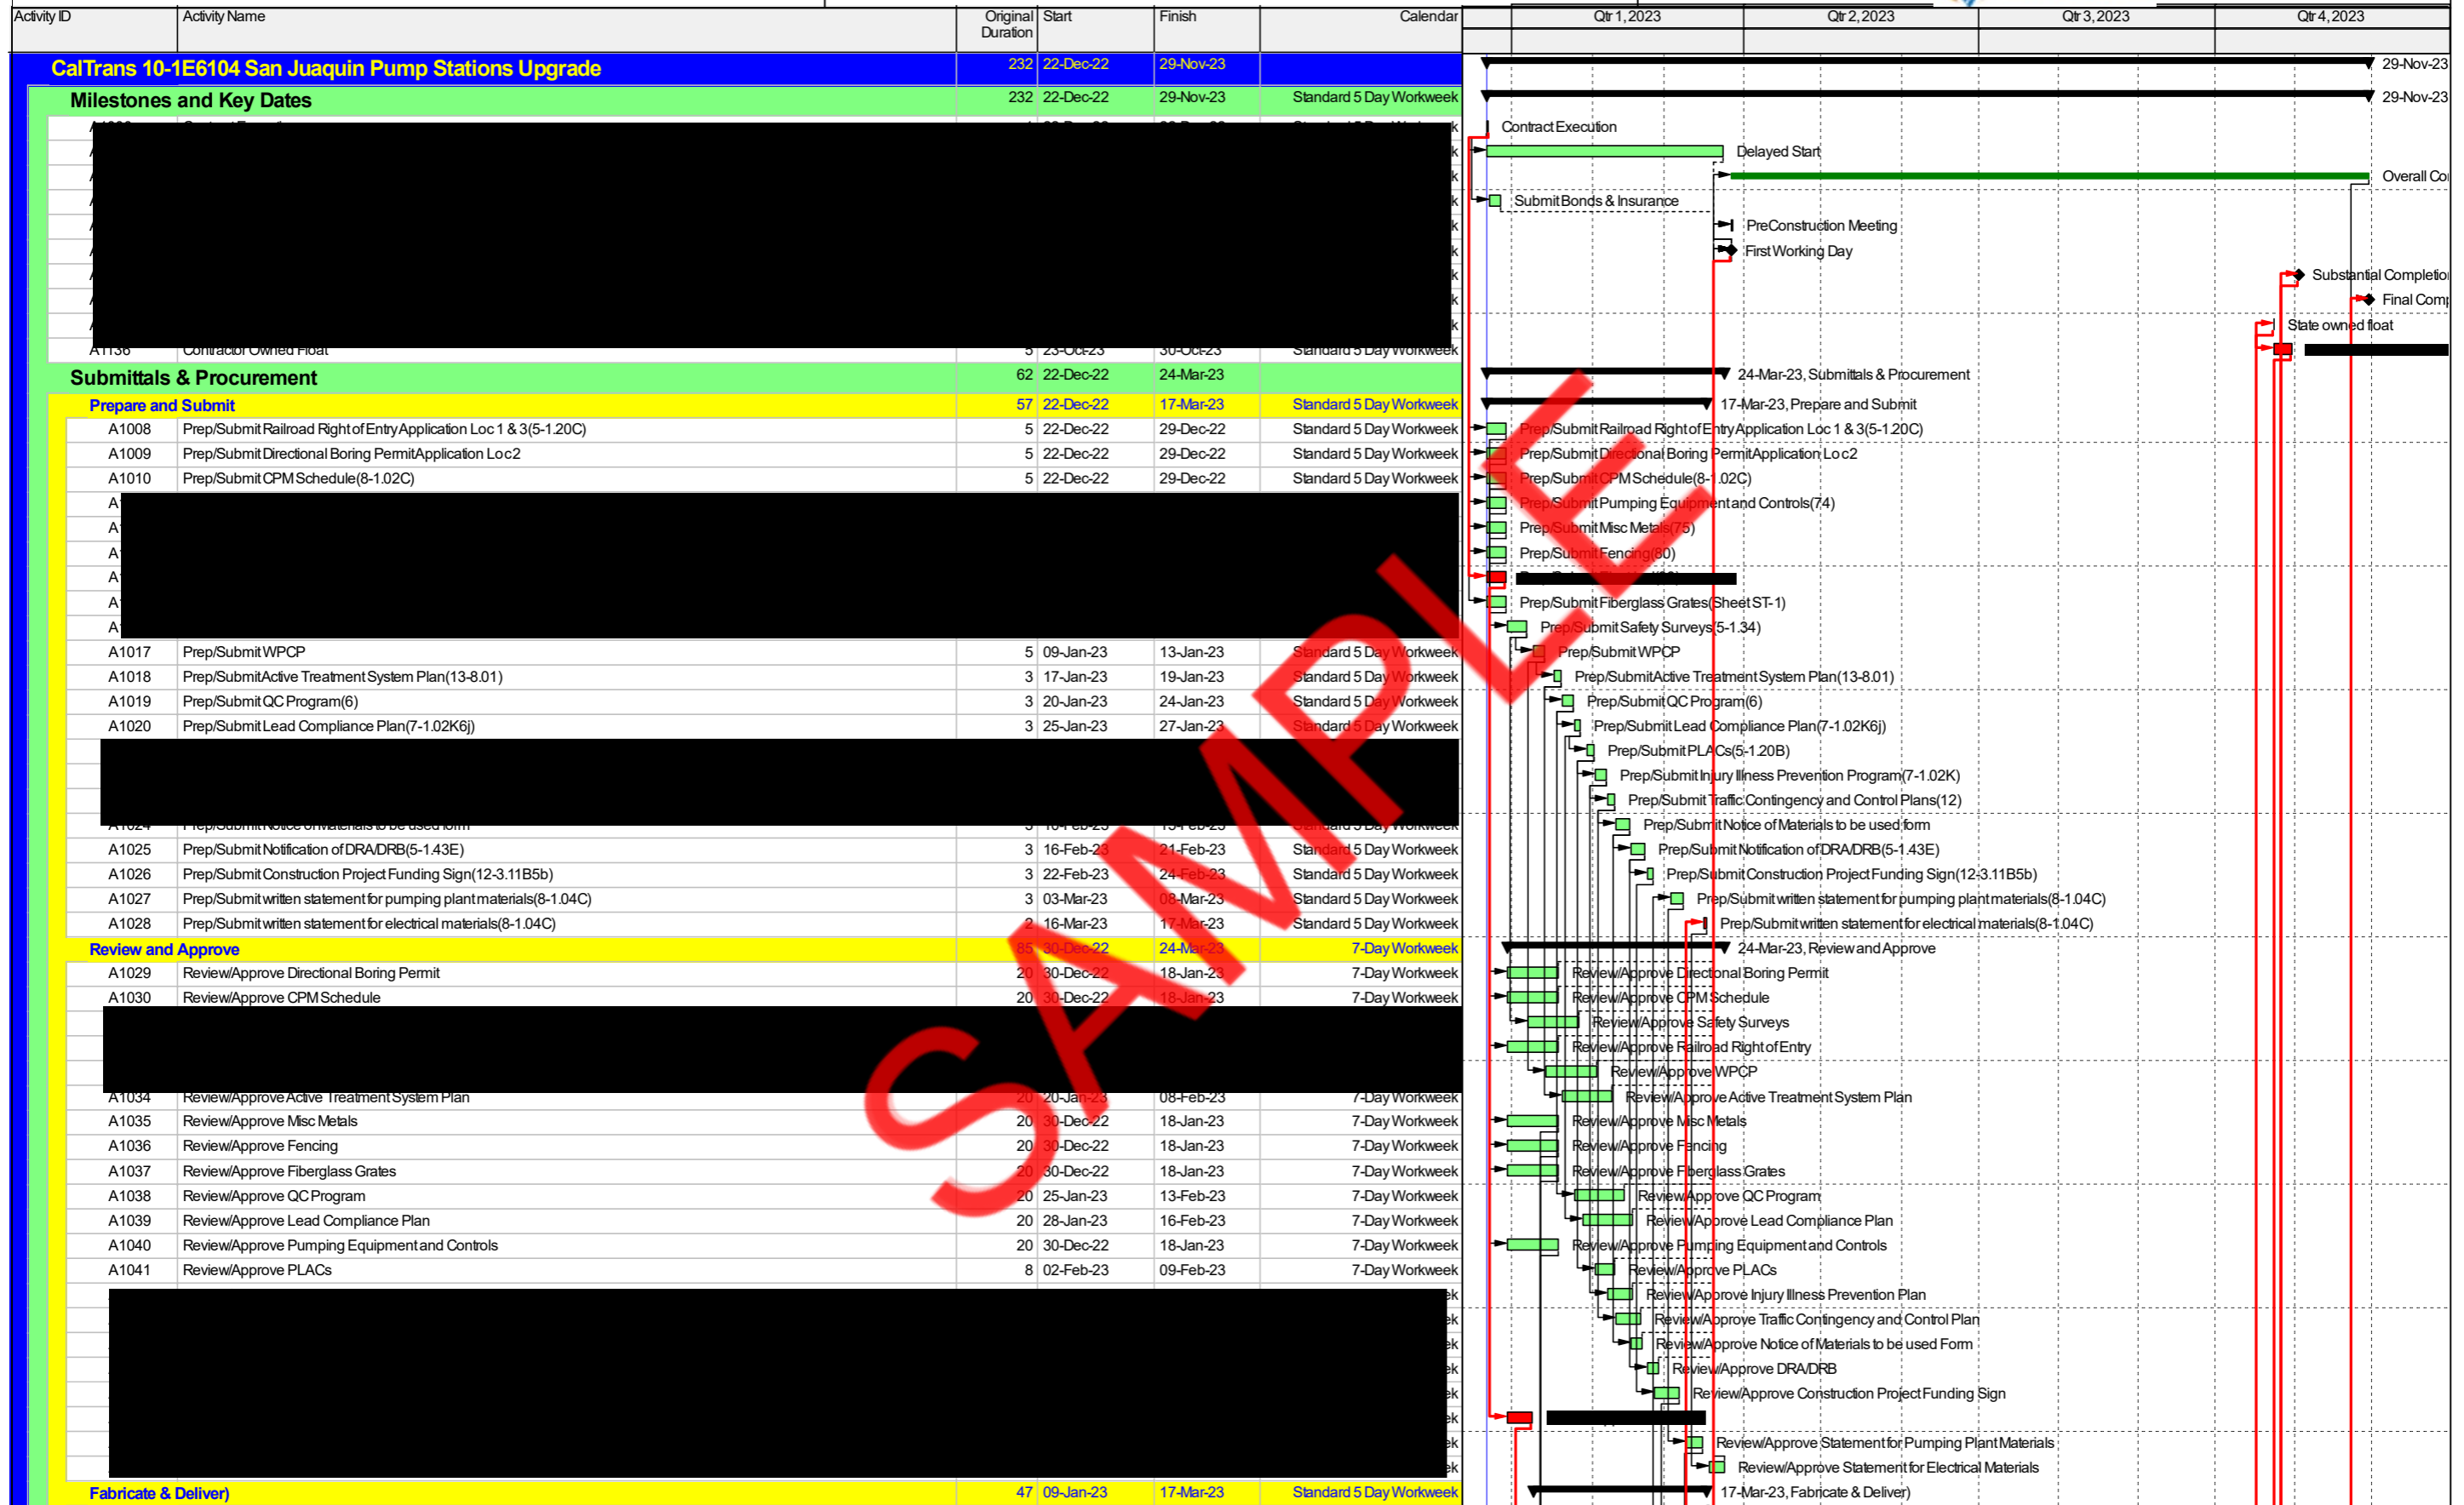 Activity ID Activity Name Original Duration Start Finish Calendar Qtr 1, 2023 Qtr 2, 2023 Qtr 3, 2023 Qtr 4, 2023
CalTrans 10-1E6104 San Juaquin Pump Stations Upgrade 232 22-Dec-22 29-Nov-23 29-Nov-23
Milestones and Key Dates 232 22-Dec-22 29-Nov-23 Standard 5 Day Workweek 29-Nov-23
Contract Execution
Delayed Start
Overall Co
Submit Bonds & Insurance
PreConstruction Meeting
First Working Day
Substantial Completio
Final Comp
State owned float
A1136 Contractor Owned Float 5 23-Oct-23 30-Oct-23 Standard 5 Day Workweek
Submittals & Procurement 62 22-Dec-22 24-Mar-23 24-Mar-23, Submittals & Procurement
Prepare and Submit 57 22-Dec-22 17-Mar-23 Standard 5 Day Workweek 17-Mar-23, Prepare and Submit
A1008 Prep/Submit Railroad Right of Entry Application Loc 1 & 3(5-1.20C) 5 22-Dec-22 29-Dec-22 Standard 5 Day Workweek Prep/Submit Railroad Right of Entry Application Loc 1 & 3(5-1.20C)
A1009 Prep/Submit Directional Boring Permit Application Loc2 5 22-Dec-22 29-Dec-22 Standard 5 Day Workweek Prep/Submit Directional Boring Permit Application Loc2
A1010 Prep/Submit CPM Schedule(8-1.02C) 5 22-Dec-22 29-Dec-22 Standard 5 Day Workweek Prep/Submit CPM Schedule(8-1.02C)
Prep/Submit Pumping Equipment and Controls(74)
Prep/Submit Misc Metals(75)
Prep/Submit Fencing(80)
Prep/Submit Fiberglass Grates(Sheet ST-1)
Prep/Submit Safety Surveys(5-1.34)
A1017 Prep/Submit WPCP 5 09-Jan-23 13-Jan-23 Standard 5 Day Workweek Prep/Submit WPCP
A1018 Prep/Submit Active Treatment System Plan(13-8.01) 3 17-Jan-23 19-Jan-23 Standard 5 Day Workweek Prep/Submit Active Treatment System Plan(13-8.01)
A1019 Prep/Submit QC Program(6) 3 20-Jan-23 24-Jan-23 Standard 5 Day Workweek Prep/Submit QC Program(6)
A1020 Prep/Submit Lead Compliance Plan(7-1.02K6j) 3 25-Jan-23 27-Jan-23 Standard 5 Day Workweek Prep/Submit Lead Compliance Plan(7-1.02K6j)
Prep/Submit PLACs(5-1.20B)
Prep/Submit Injury Illness Prevention Program(7-1.02K)
Prep/Submit Traffic Contingency and Control Plans(12)
A1024 Prep/Submit Notice of Materials to be used form Standard 5 Day Workweek Prep/Submit Notice of Materials to be used form
A1025 Prep/Submit Notification of DRA/DRB(5-1.43E) 3 16-Feb-23 21-Feb-23 Standard 5 Day Workweek Prep/Submit Notification of DRA/DRB(5-1.43E)
A1026 Prep/Submit Construction Project Funding Sign(12-3.11B5b) 3 22-Feb-23 24-Feb-23 Standard 5 Day Workweek Prep/Submit Construction Project Funding Sign(12-3.11B5b)
A1027 Prep/Submit written statement for pumping plant materials(8-1.04C) 3 03-Mar-23 08-Mar-23 Standard 5 Day Workweek Prep/Submit written statement for pumping plant materials(8-1.04C)
A1028 Prep/Submit written statement for electrical materials(8-1.04C) 2 16-Mar-23 17-Mar-23 Standard 5 Day Workweek Prep/Submit written statement for electrical materials(8-1.04C)
Review and Approve 85 30-Dec-22 24-Mar-23 7-Day Workweek 24-Mar-23, Review and Approve
A1029 Review/Approve Directional Boring Permit 20 30-Dec-22 18-Jan-23 7-Day Workweek Review/Approve Directional Boring Permit
A1030 Review/Approve CPM Schedule 20 30-Dec-22 18-Jan-23 7-Day Workweek Review/Approve CPM Schedule
Review/Approve Safety Surveys
Review/Approve Railroad Right of Entry
Review/Approve WPCP
A1034 Review/Approve Active Treatment System Plan 20 20-Jan-23 08-Feb-23 7-Day Workweek Review/Approve Active Treatment System Plan
A1035 Review/Approve Misc Metals 20 30-Dec-22 18-Jan-23 7-Day Workweek Review/Approve Misc Metals
A1036 Review/Approve Fencing 20 30-Dec-22 18-Jan-23 7-Day Workweek Review/Approve Fencing
A1037 Review/Approve Fiberglass Grates 20 30-Dec-22 18-Jan-23 7-Day Workweek Review/Approve Fiberglass Grates
A1038 Review/Approve QC Program 20 25-Jan-23 13-Feb-23 7-Day Workweek Review/Approve QC Program
A1039 Review/Approve Lead Compliance Plan 20 28-Jan-23 16-Feb-23 7-Day Workweek Review/Approve Lead Compliance Plan
A1040 Review/Approve Pumping Equipment and Controls 20 30-Dec-22 18-Jan-23 7-Day Workweek Review/Approve Pumping Equipment and Controls
A1041 Review/Approve PLACs 8 02-Feb-23 09-Feb-23 7-Day Workweek Review/Approve PLACs
Review/Approve Injury Illness Prevention Plan
Review/Approve Traffic Contingency and Control Plan
Review/Approve Notice of Materials to be used Form
Review/Approve DRA/DRB
Review/Approve Construction Project Funding Sign
Review/Approve Statement for Pumping Plant Materials
Review/Approve Statement for Electrical Materials
Fabricate & Deliver) 47 09-Jan-23 17-Mar-23 Standard 5 Day Workweek 17-Mar-23, Fabricate & Deliver)
SAMPLE